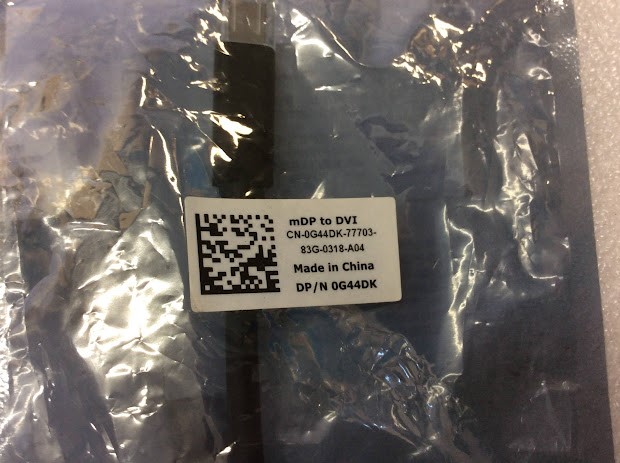 mDP to DVI
CN-0G44DK-77703-
83G-0318-A04
Made in China
DP/N 0G44DK